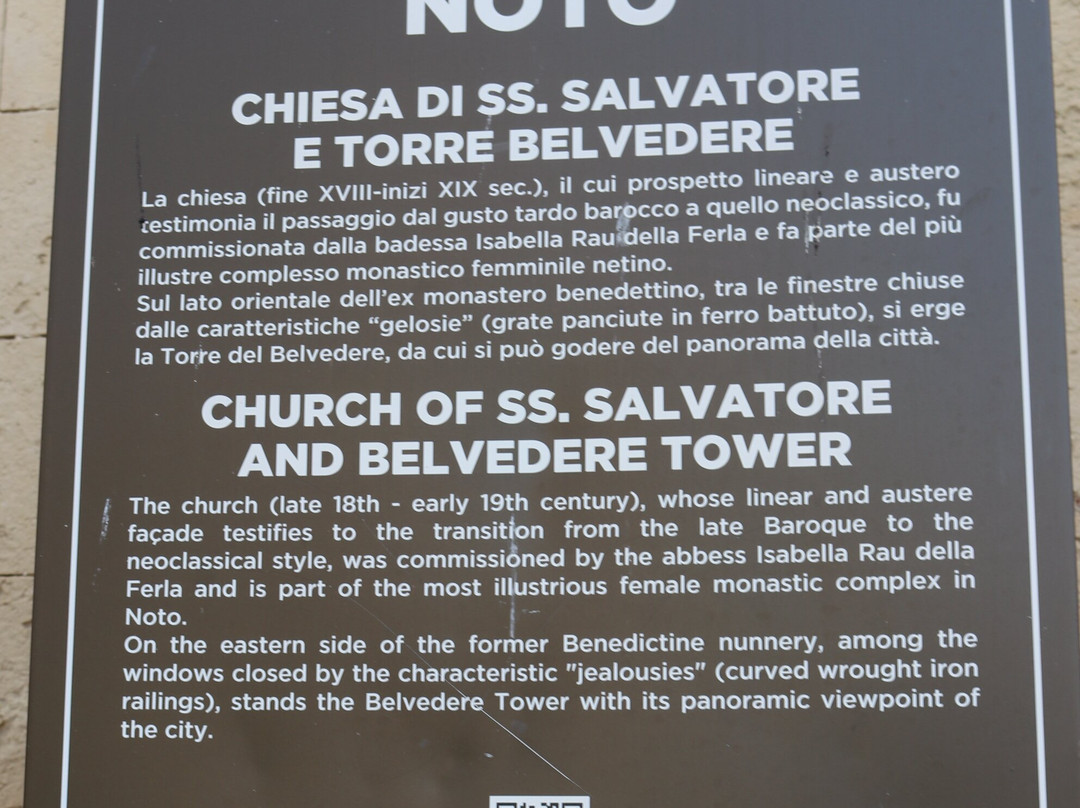 NOTO
CHIESA DI SS. SALVATORE
E TORRE BELVEDERE
La chiesa (fine XVIII-inizi XIX sec.), il cui prospetto lineare e austero
testimonia il passaggio dal gusto tardo barocco a quello neoclassico, fu
commissionata dalla badessa Isabella Rau della Ferla e fa parte del più
illustre complesso monastico femminile netino.
Sul lato orientale dell'ex monastero benedettino, tra le finestre chiuse
dalle caratteristiche “gelosie” (grate panciute in ferro battuto), si erge
la Torre del Belvedere, da cui si può godere del panorama della città.
CHURCH OF SS. SALVATORE
AND BELVEDERE TOWER
The church (late 18th - early 19th century), whose linear and austere
façade testifies to the transition from the late Baroque to the
neoclassical style, was commissioned by the abbess Isabella Rau della
Ferla and is part of the most illustrious female monastic complex in
Noto.
On the eastern side of the former Benedictine nunnery, among the
windows closed by the characteristic "jealousies" (curved wrought iron
railings), stands the Belvedere Tower with its panoramic viewpoint of
the city.